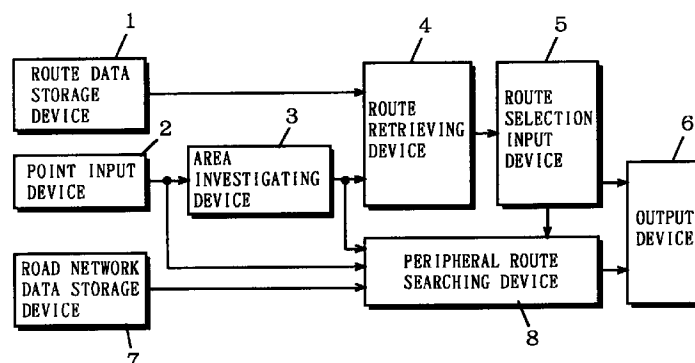 1
ROUTE DATA
STORAGE
DEVICE
2
POINT INPUT
DEVICE
3
AREA
INVESTIGATING
DEVICE
4
ROUTE
RETRIEVING
DEVICE
5
ROUTE
SELECTION
INPUT
DEVICE
6
OUTPUT
DEVICE
ROAD NETWORK
DATA STORAGE
DEVICE
7
PERIPHERAL ROUTE
SEARCHING DEVICE
8